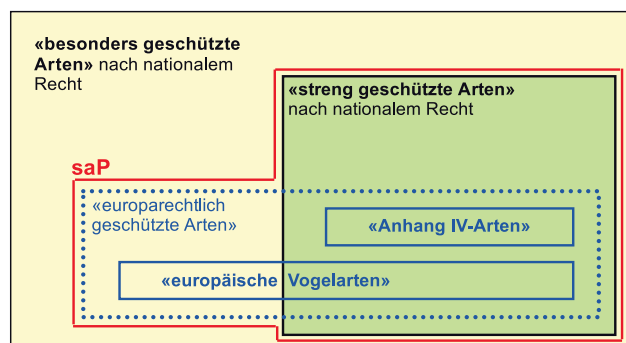 «besonders geschützte
Arten» nach nationalem
Recht
«streng geschützte Arten»
nach nationalem Recht
saP
«europarechtlich
geschützte Arten»
«Anhang IV-Arten»
«europäische Vogelarten»